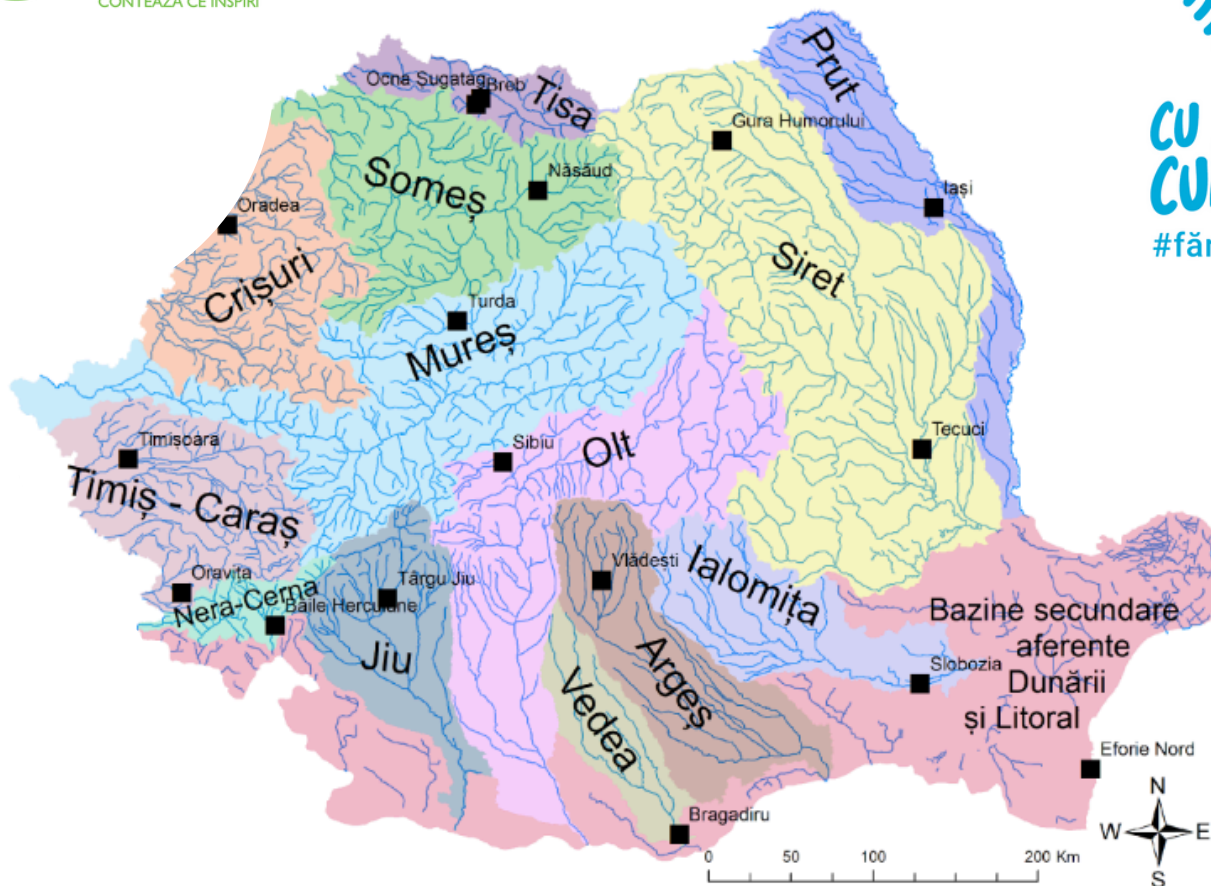 CONTEAZĂ CE INSPIRI
Prut
Ocna Șugatag
Breb
Tisa
CU
Gura Humorului
Someș
Năsăud
Iași
Oradea
#făr
Siret
Crișuri
Turda
Mureș
Timișoara
Sibiu
Olt
Tecuci
Timiș - Caraș
Vlădești
Ialomița
Oravița
Târgu Jiu
Nera-Cerna
Băile Herculane
Bazine secundare
aferente
Dunării
și Litoral
Jiu
Argeș
Slobozia
Vedea
Eforie Nord
Bragadiru
N
W
E
S
0 50 100 200 Km